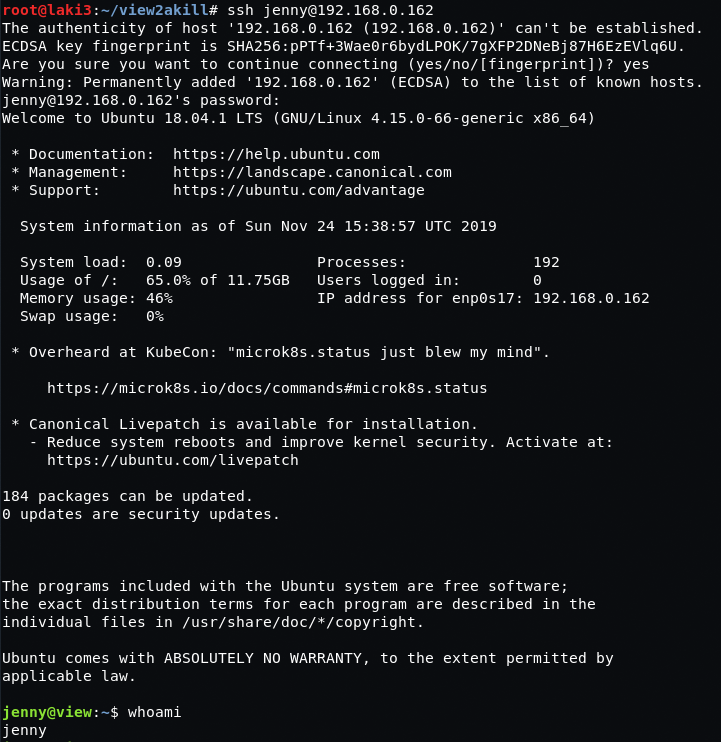 root@laki3:~/view2akill# ssh jenny@192.168.0.162
The authenticity of host '192.168.0.162 (192.168.0.162)' can't be established.
ECDSA key fingerprint is SHA256:pPTf+3Wae0r6bydLPOK/7gXFP2DNeBj87H6EzEVlq6U.
Are you sure you want to continue connecting (yes/no/[fingerprint])? yes
Warning: Permanently added '192.168.0.162' (ECDSA) to the list of known hosts.
jenny@192.168.0.162's password:
Welcome to Ubuntu 18.04.1 LTS (GNU/Linux 4.15.0-66-generic x86_64)
* Documentation:  https://help.ubuntu.com
* Management:     https://landscape.canonical.com
* Support:        https://ubuntu.com/advantage
System information as of Sun Nov 24 15:38:57 UTC 2019
System load:  0.09               Processes:              192
Usage of /:   65.0% of 11.75GB   Users logged in:        0
Memory usage: 46%                IP address for enp0s17: 192.168.0.162
Swap usage:   0%
* Overheard at KubeCon: "microk8s.status just blew my mind".
https://microk8s.io/docs/commands#microk8s.status
* Canonical Livepatch is available for installation.
- Reduce system reboots and improve kernel security. Activate at:
https://ubuntu.com/livepatch
184 packages can be updated.
0 updates are security updates.
The programs included with the Ubuntu system are free software;
the exact distribution terms for each program are described in the
individual files in /usr/share/doc/*/copyright.
Ubuntu comes with ABSOLUTELY NO WARRANTY, to the extent permitted by
applicable law.
jenny@view:~$ whoami
jenny